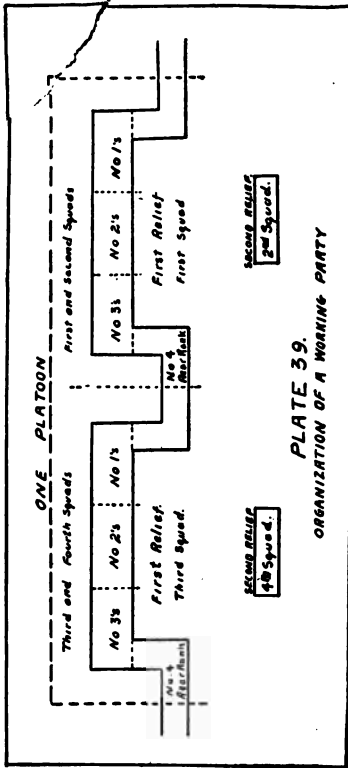 ONE PLATOON
Third and Fourth Squads
First and Second Squads
No 3's
No 2's
No 1's
No 3's
No 2's
No 1's
No. 4
Rear Rank
First Relief.
Third Squad.
No 4
Rear Rank
First Relief
First Squad
SECOND RELIEF
4th Squad.
SECOND RELIEF
2nd Squad.
PLATE 39.
ORGANIZATION OF A WORKING PARTY